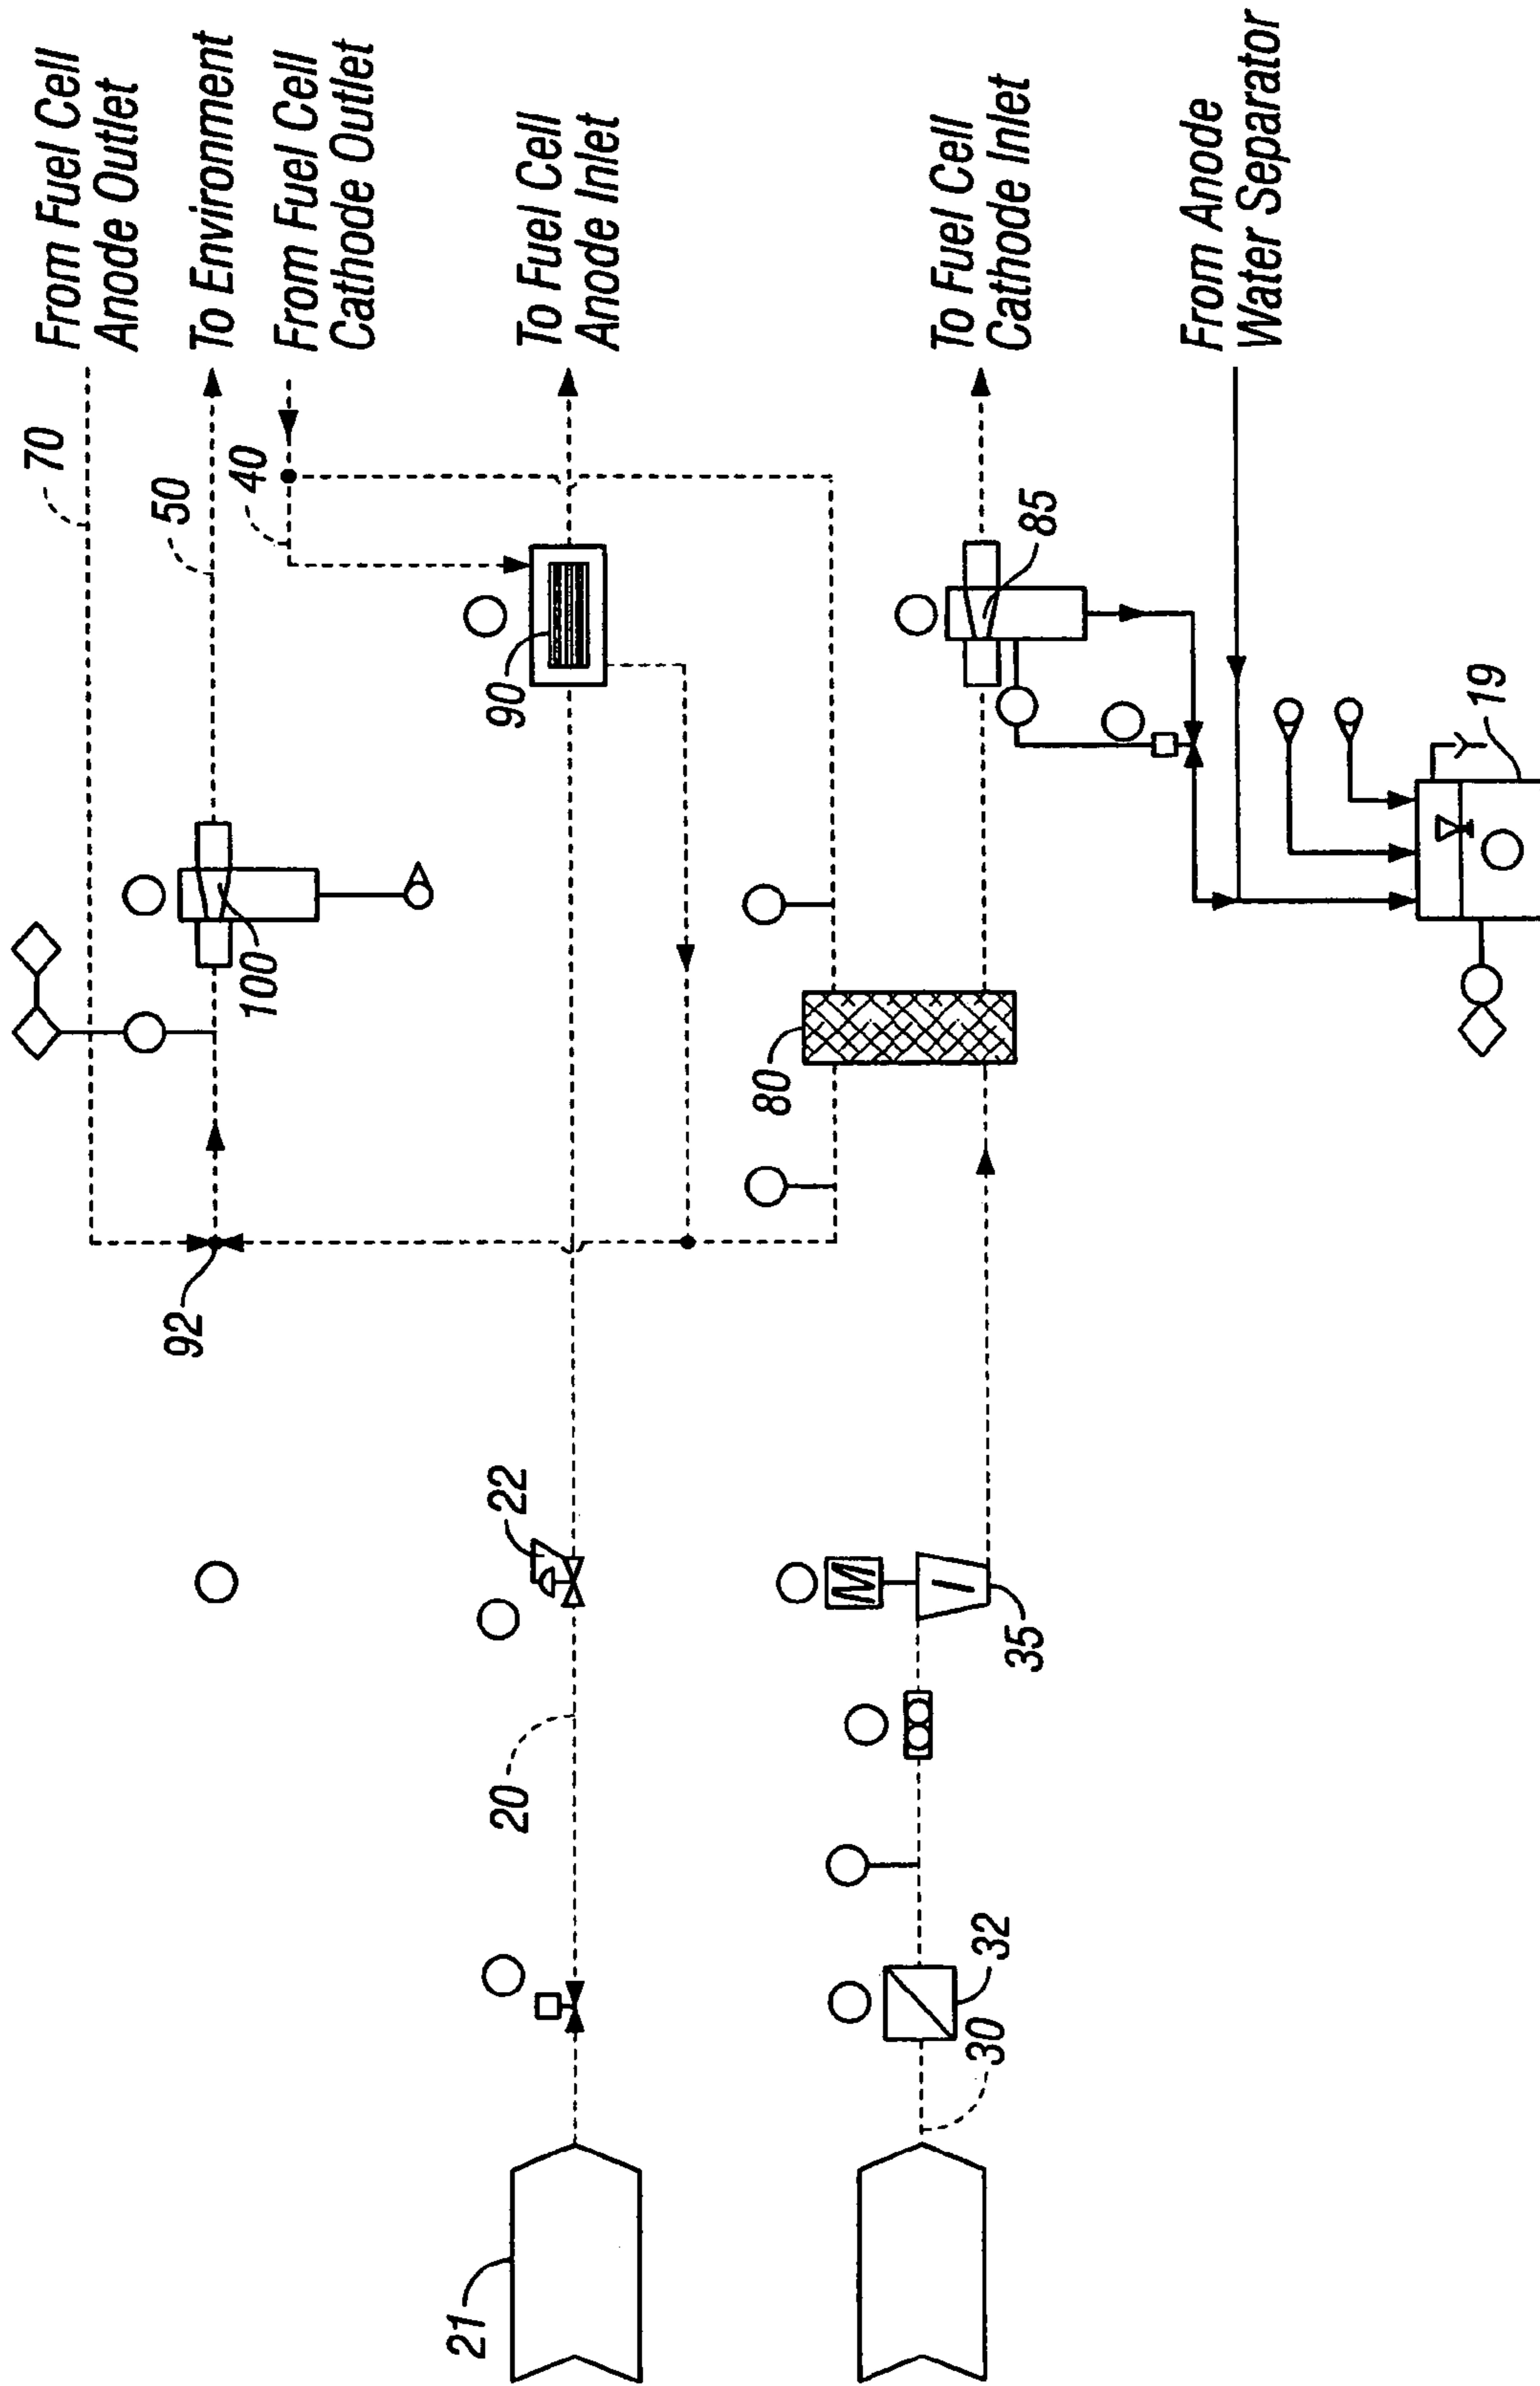 From Fuel Cell
Anode Outlet
To Environment
From Fuel Cell
Cathode Outlet
To Fuel Cell
Anode Inlet
To Fuel Cell
Cathode Inlet
From Anode
Water Separator
70
50
40
90
85
19
100
80
92
22
20
M
35
32
30
21